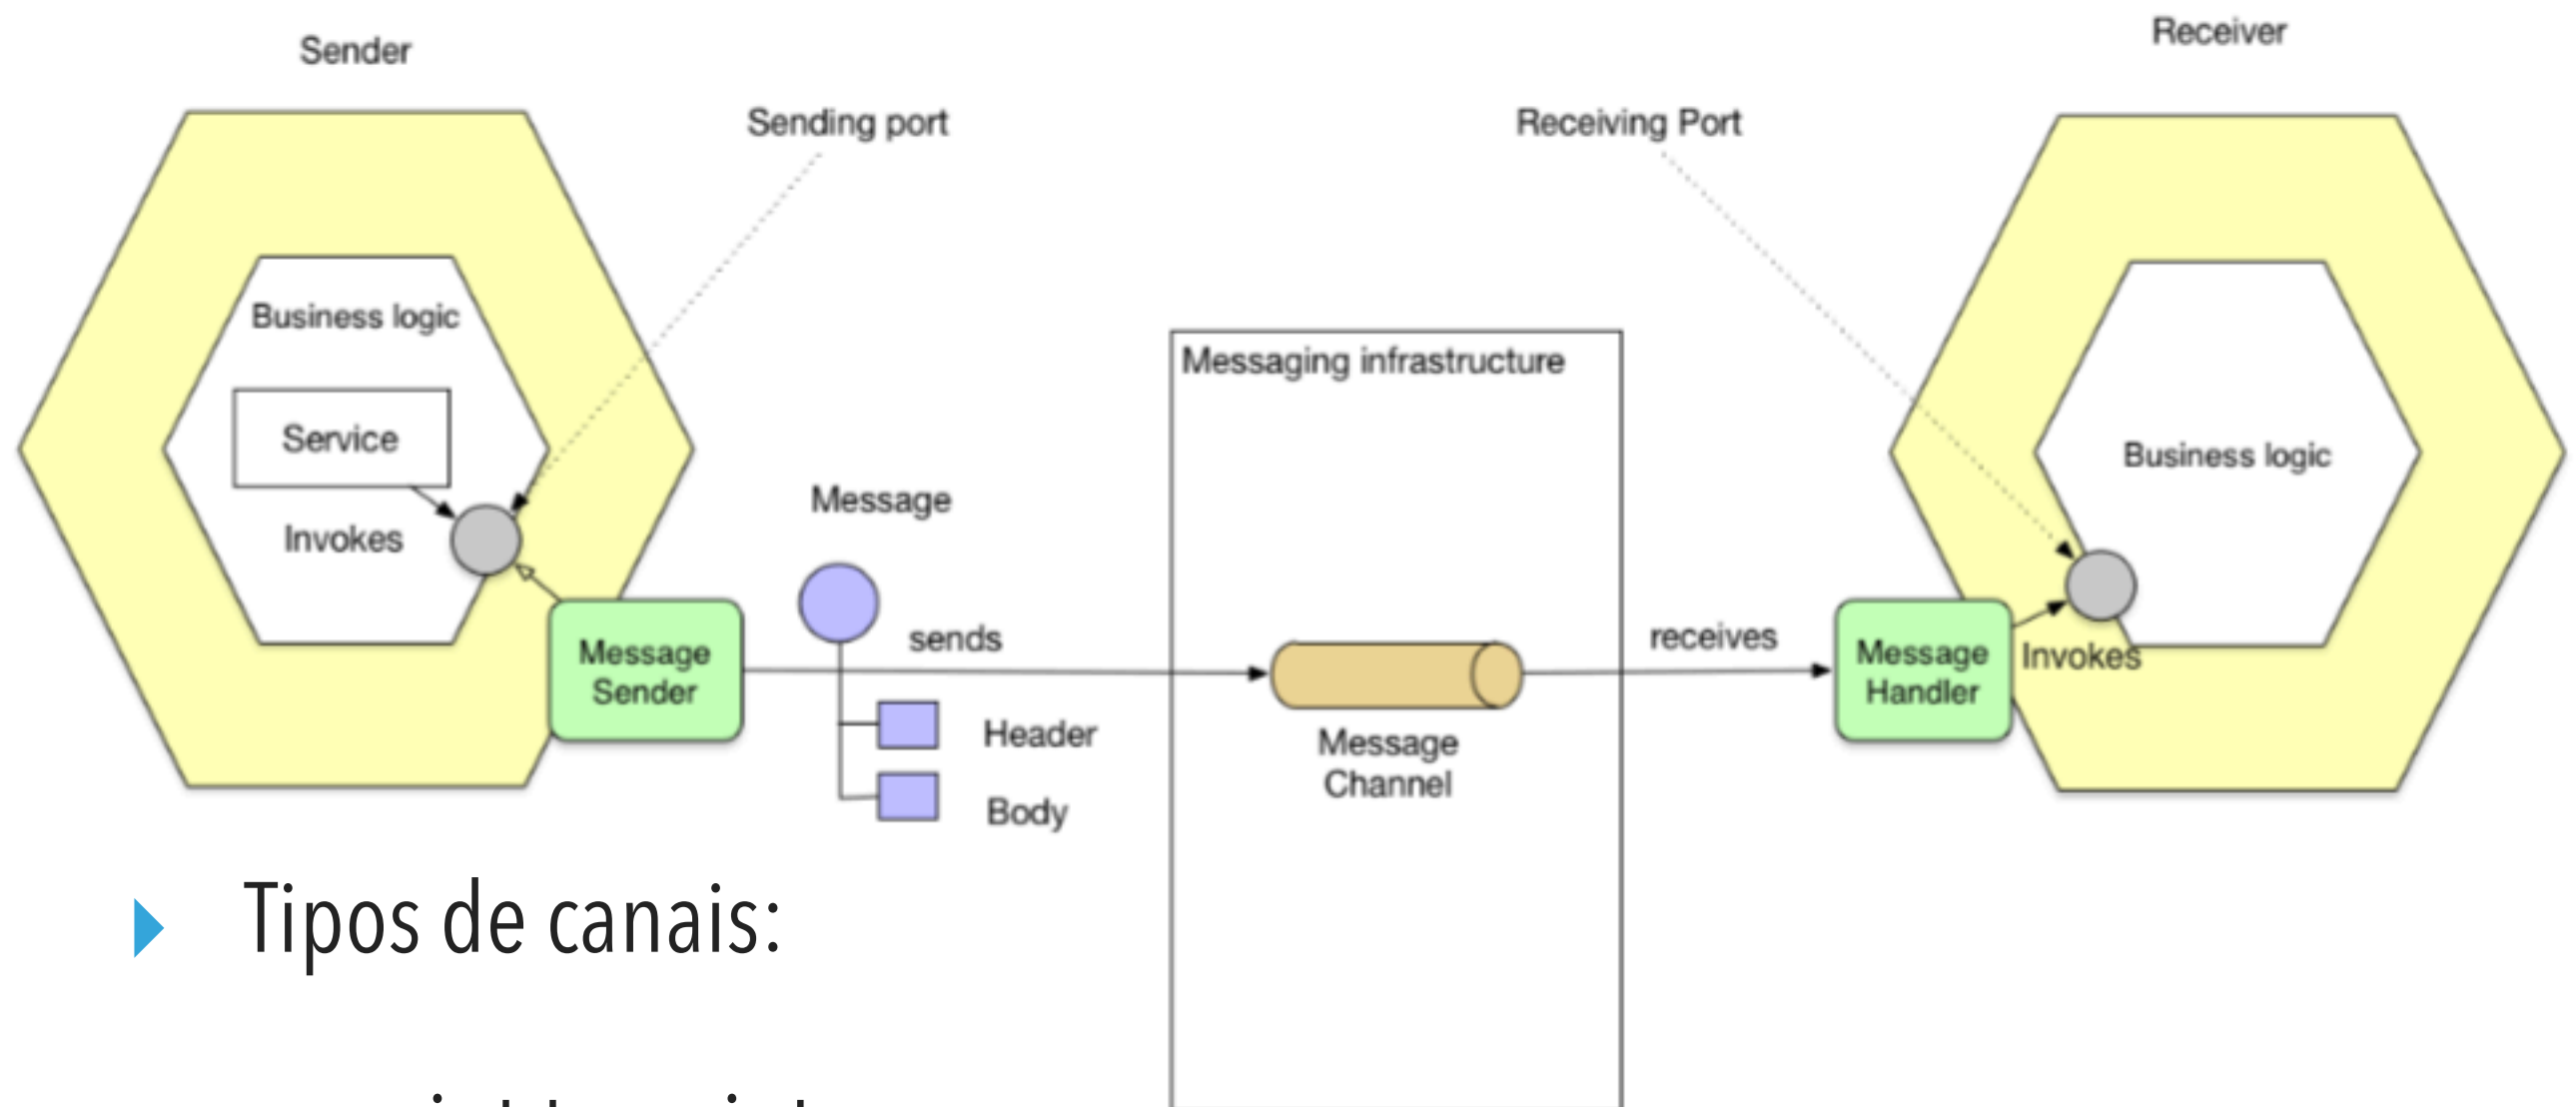 Sender
Receiver
Sending port
Receiving Port
Business logic
Service
Invokes
Messaging infrastructure
Business logic
Message
sends
receives
Message
Sender
Header
Body
Message
Channel
Message
Handler
Invokes
Tipos de canais: